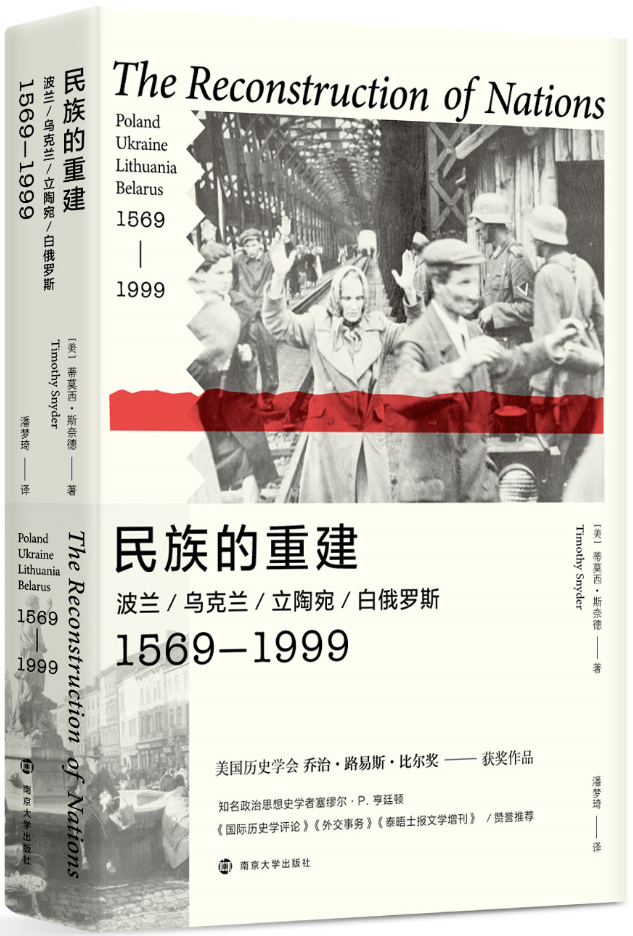 The Reconstruction of Nations
Poland
Ukraine
Lithuania
Belarus
1569
—
1999
民族的重建
波兰 / 乌克兰 / 立陶宛 / 白俄罗斯
1569—1999
[美] 蒂莫西·斯奈德 —— 著
Timothy Snyder
美国历史学会 乔治·路易斯·比尔奖 —— 获奖作品
知名政治思想史学者塞缪尔·P. 亨廷顿
《国际历史学评论》《外交事务》《泰晤士报文学增刊》 / 赞誉推荐
潘梦琦 —— 译
南京大学出版社
民族的重建
波兰/乌克兰/立陶宛/白俄罗斯
1569—1999
[美] 蒂莫西·斯奈德 —— 著
Timothy Snyder
潘梦琦 —— 译
Poland
Ukraine
Lithuania
Belarus
1569
—
1999
The Reconstruction of Nations
南京大学出版社